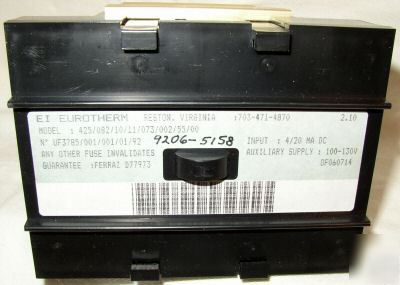 EI EUROTHERM RESTON, VIRGINIA :703-471-4870 2.10
MODEL : 425/082/10/11/073/002/55/00
N° UF3785/001/001/01/92 9206-5158 INPUT : 4/20 MA DC
ANY OTHER FUSE INVALIDATES AUXILIARY SUPPLY : 100-130V
GUARANTEE :FERRAZ D77973 OF060714